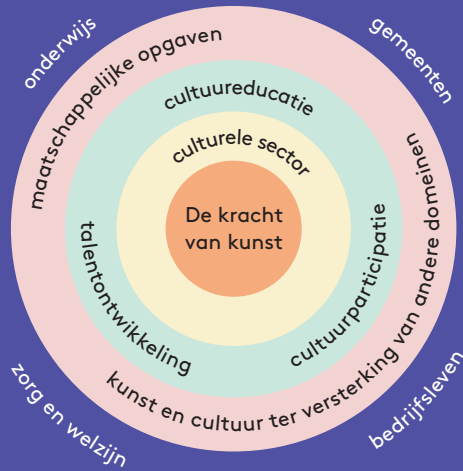 onderwijs
gemeenten
maatschappelijke opgaven
cultuureducatie
culturele sector
De kracht
van kunst
talentontwikkeling
cultuurparticipatie
kunst en cultuur ter versterking van andere domeinen
zorg en welzijn
bedrijfsleven